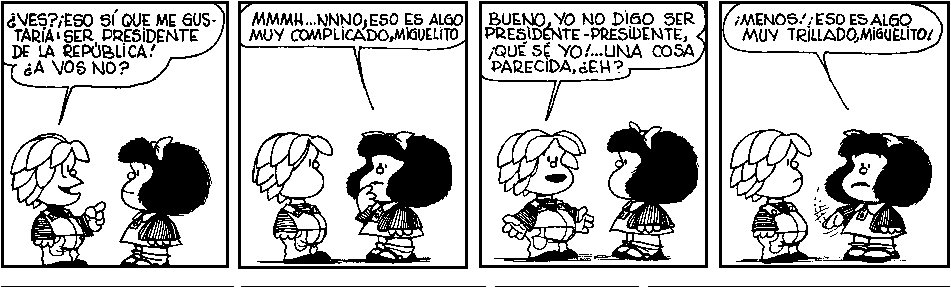 ¿VES?¡ESO SÍ QUE ME GUS-
TARÍA: SER PRESIDENTE
DE LA REPÚBLICA!
¿A VOS NO?
MMMH...NNNO,ESO ES ALGO
MUY COMPLICADO,MIGUELITO
BUENO, YO NO DIGO SER
PRESIDENTE-PRESIDENTE,
¡QUÉ SÉ YO!...UNA COSA
PARECIDA,¿EH?
¡MENOS!¡ESO ES ALGO
MUY TRILLADO,MIGUELITO!